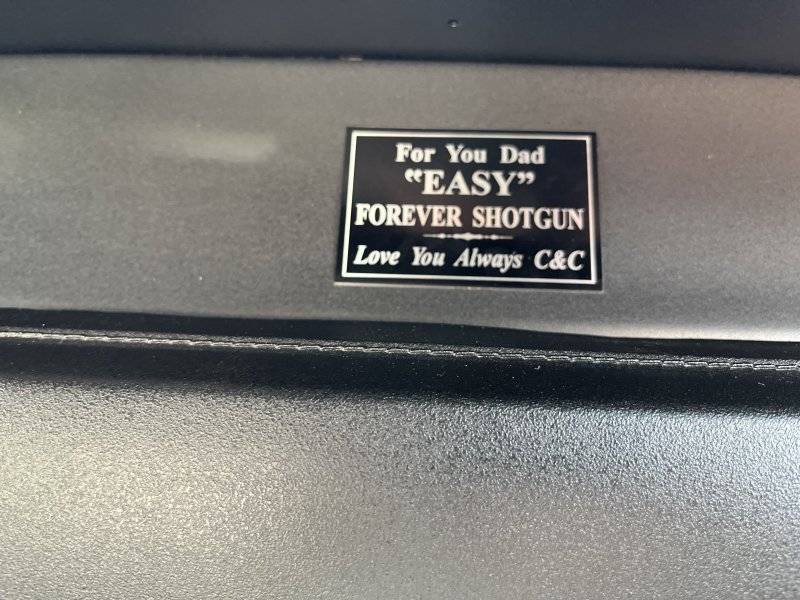 For You Dad
“EASY”
FOREVER SHOTGUN
Love You Always C&C